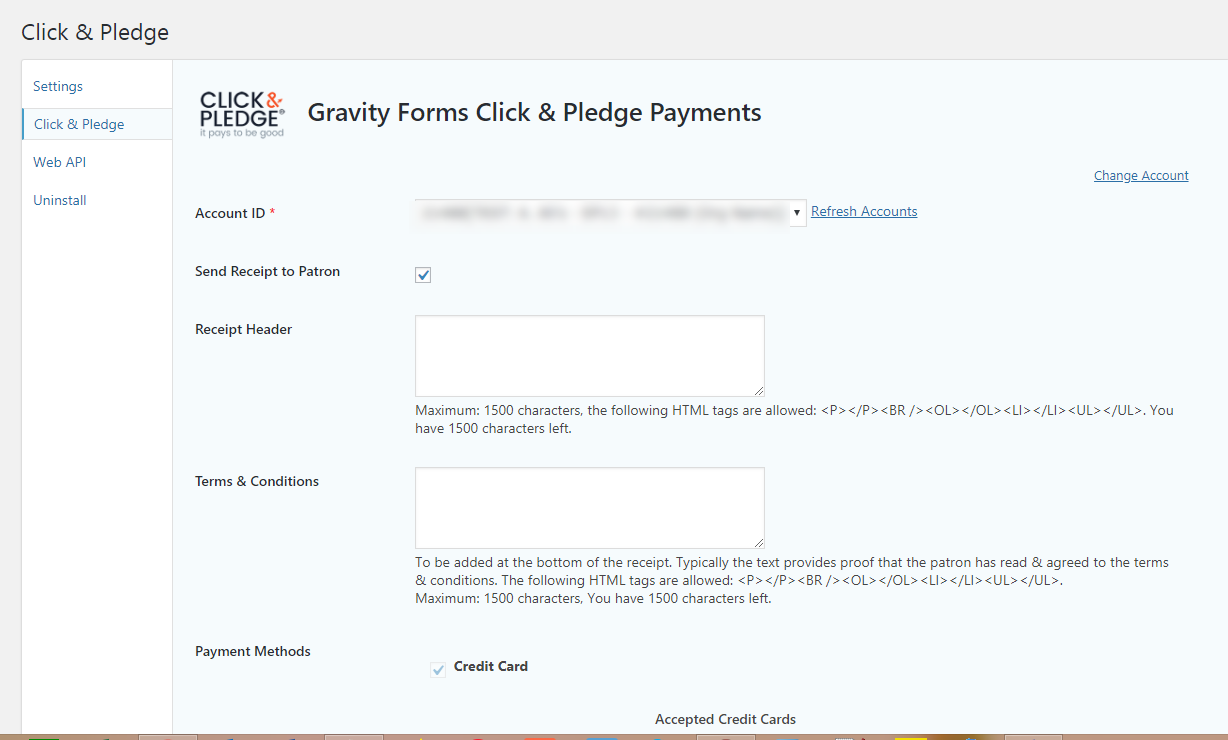 Click & Pledge
Settings
Click & Pledge
Web API
Uninstall
CLICK&
PLEDGE®
it pays to be good
Gravity Forms Click & Pledge Payments
Change Account
Account ID *
Refresh Accounts
Send Receipt to Patron
Receipt Header
Maximum: 1500 characters, the following HTML tags are allowed: <P></P><BR /><OL></OL><LI></LI><UL></UL>. You
have 1500 characters left.
Terms & Conditions
To be added at the bottom of the receipt. Typically the text provides proof that the patron has read & agreed to the terms
& conditions. The following HTML tags are allowed: <P></P><BR /><OL></OL><LI></LI><UL></UL>.
Maximum: 1500 characters, You have 1500 characters left.
Payment Methods
Credit Card
Accepted Credit Cards